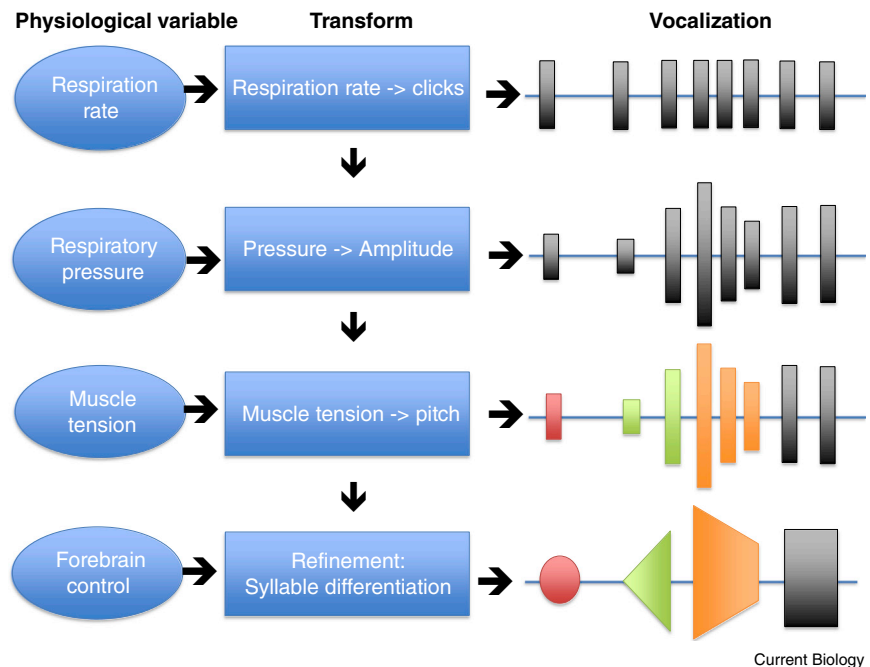 Physiological variable
Transform
Vocalization
Respiration
rate
Respiration rate -> clicks
Respiratory
pressure
Pressure -> Amplitude
Muscle
tension
Muscle tension -> pitch
Forebrain
control
Refinement:
Syllable differentiation
Current Biology